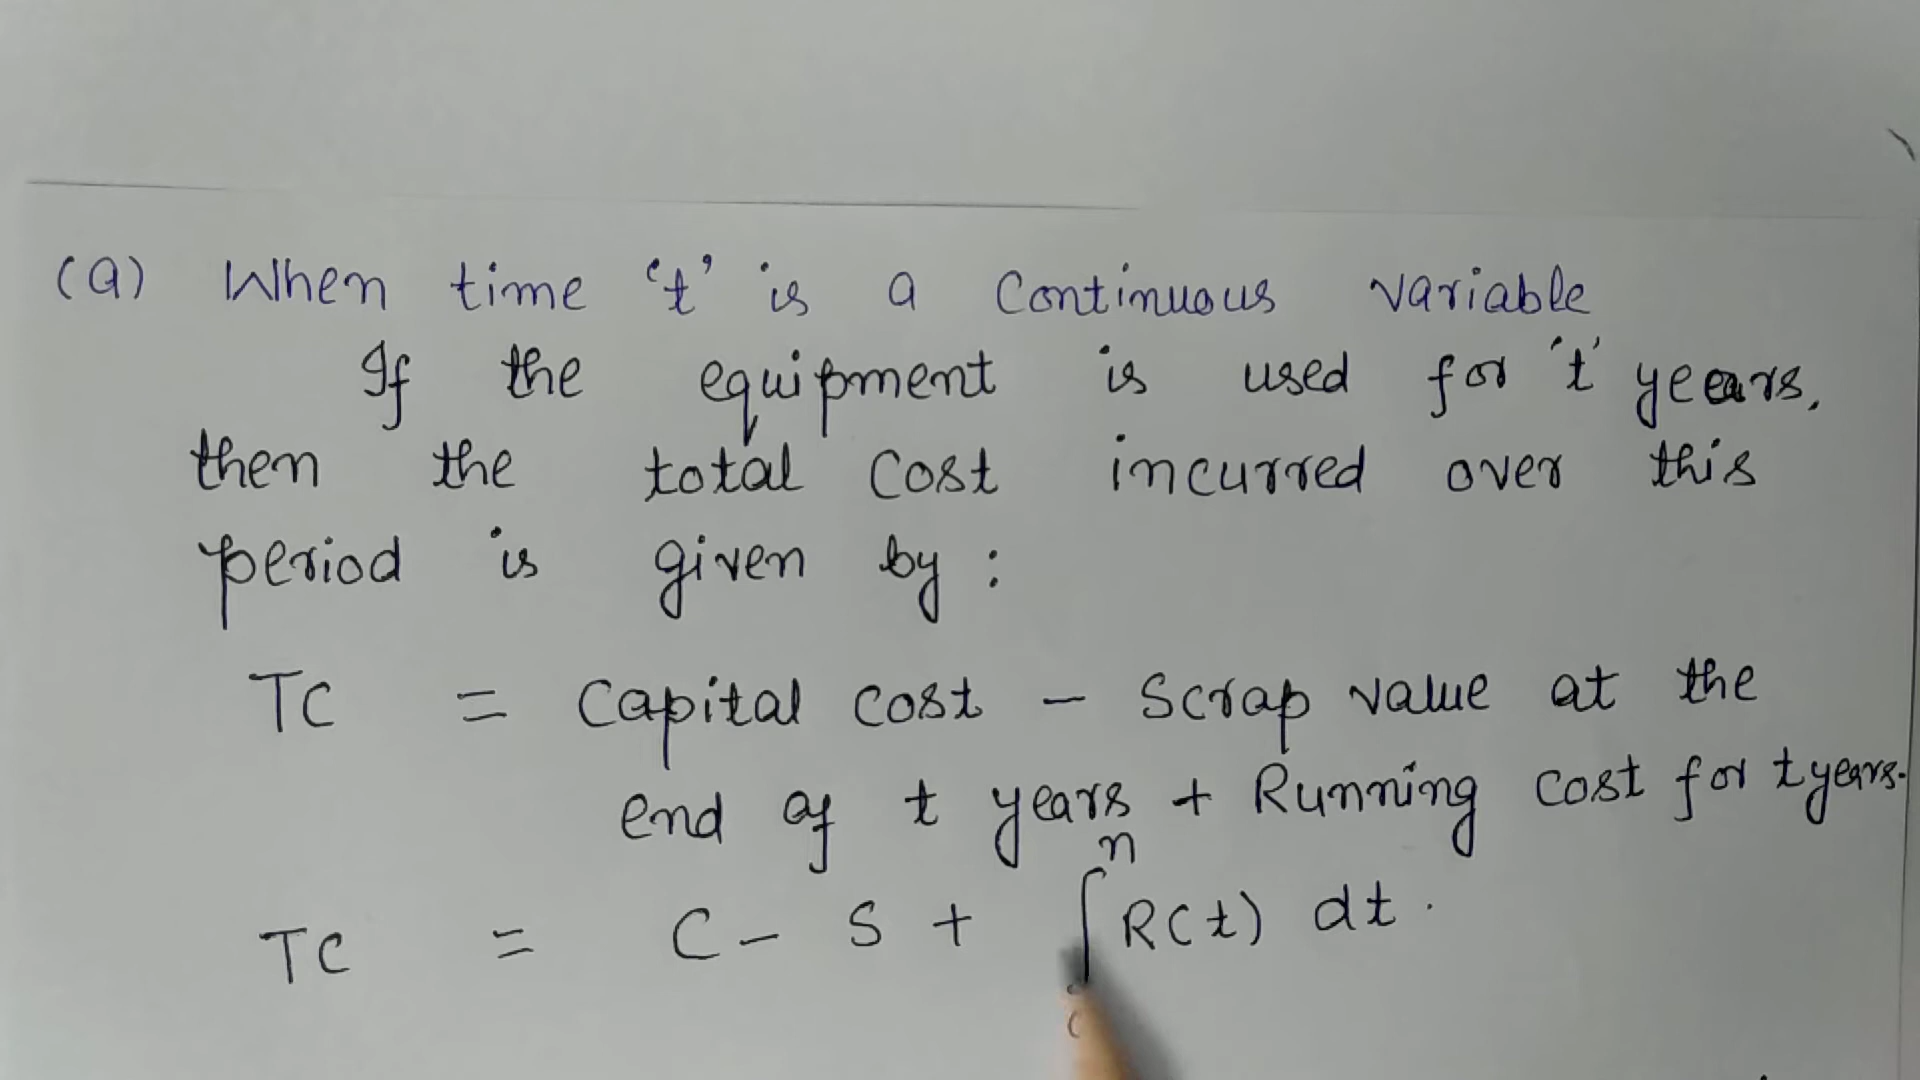 (a) When time 't' is a Continuous variable
If the equipment is used for 't' years,
then the total Cost incurred over this
period is given by :
TC = Capital cost - Scrap value at the
end of t years + Running cost for t years.
TC = C - S + ∫ⁿ R(t) dt.